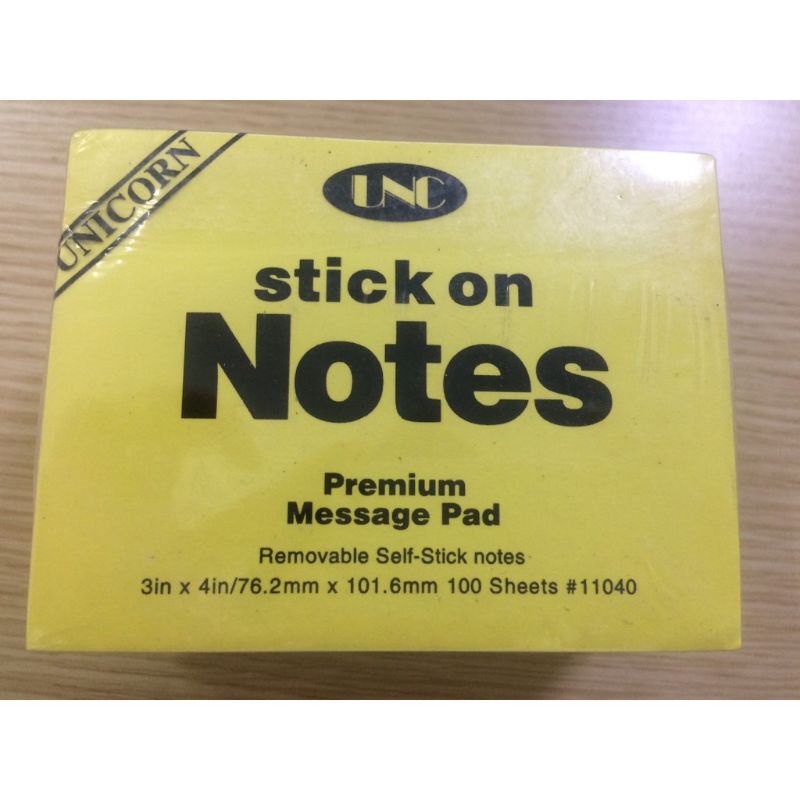 UNICORN
UNC
stick on
Notes
Premium
Message Pad
Removable Self-Stick notes
3in x 4in/76.2mm x 101.6mm 100 Sheets #11040